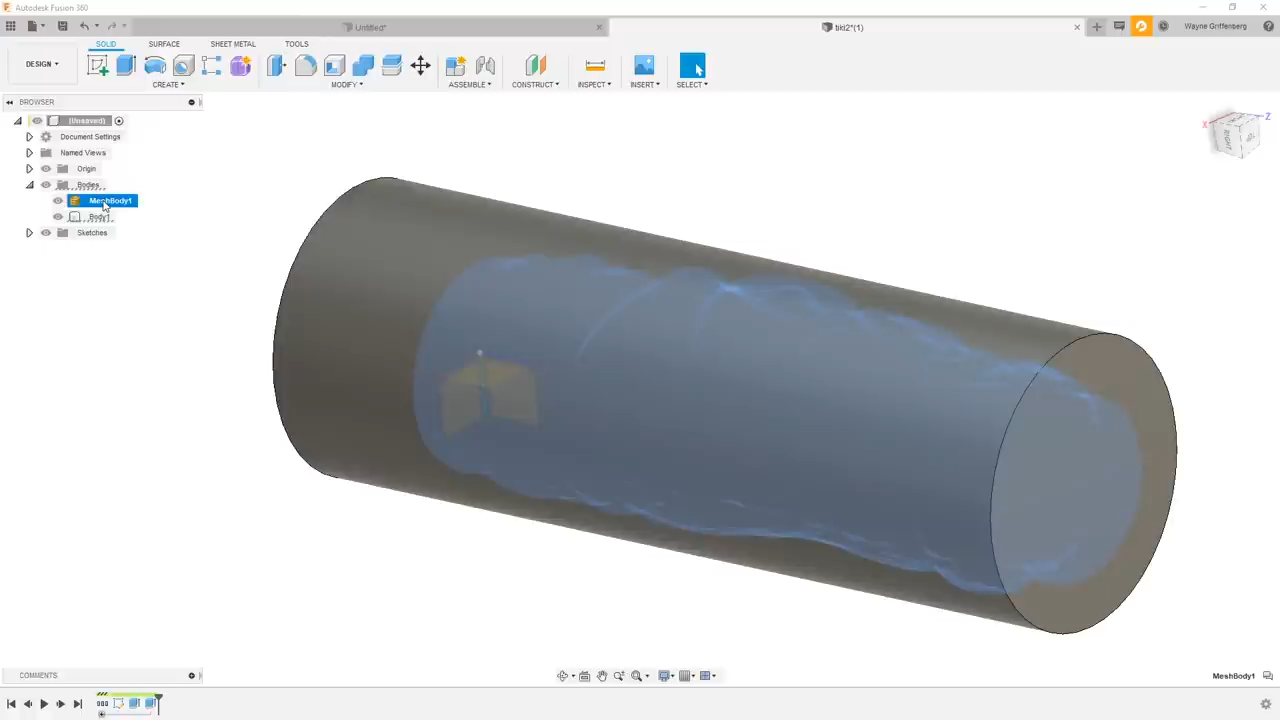 Autodesk Fusion 360
Untitled*
tiki2*(1)
Wayne Griffenberg
SOLID SURFACE SHEET METAL TOOLS
DESIGN
CREATE MODIFY ASSEMBLE CONSTRUCT INSPECT INSERT SELECT
BROWSER
(Unsaved)
Document Settings
Named Views
Origin
Bodies
MeshBody1
Body1
Sketches
X
Z
RIGHT
COMMENTS
MeshBody1